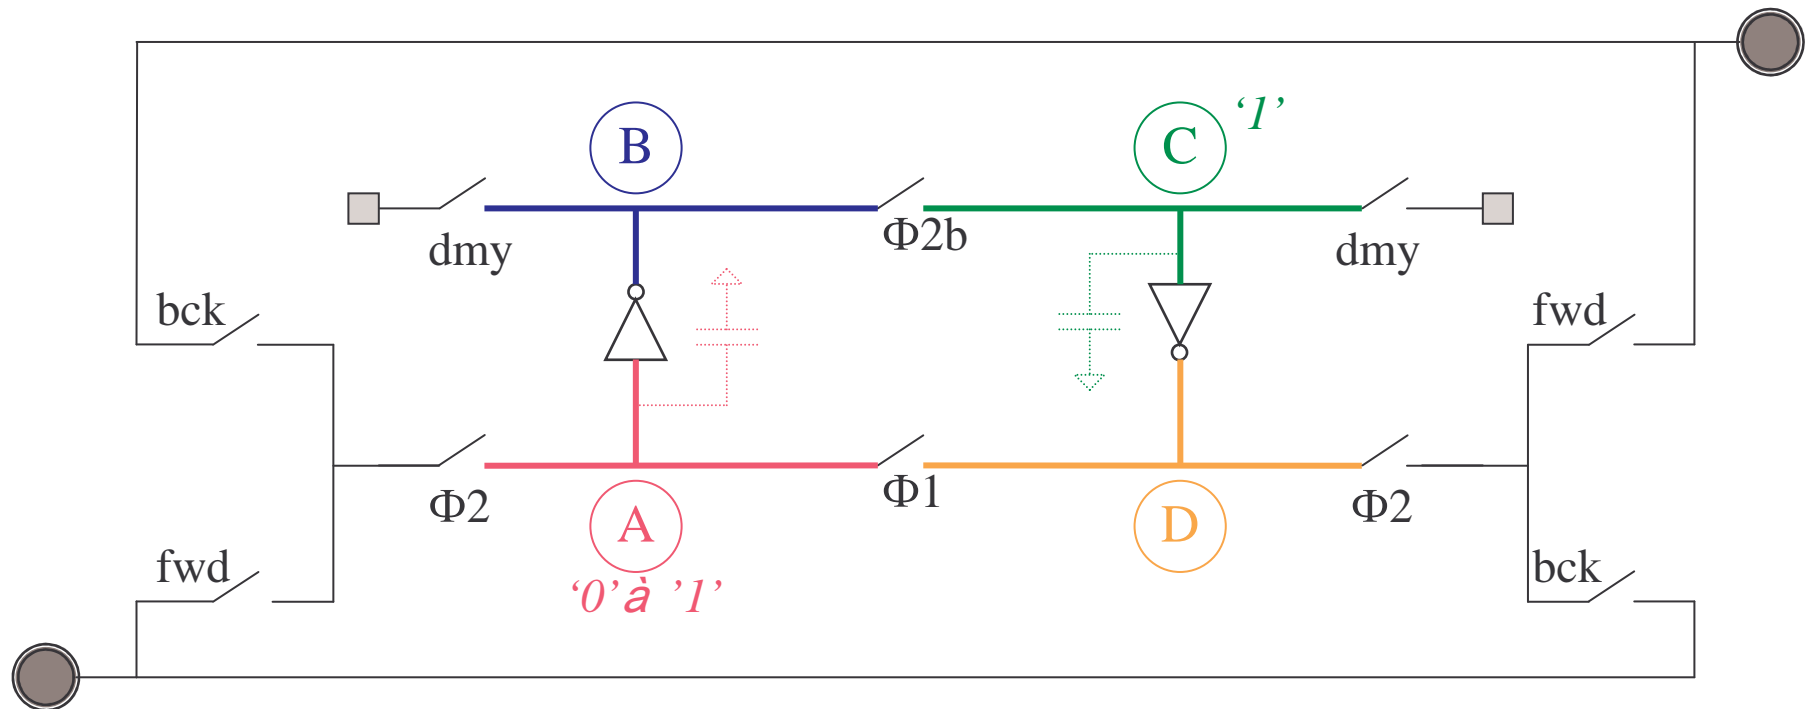 B
C
‘1’
dmy
Φ2b
dmy
bck
fwd
Φ2
A
Φ1
D
Φ2
fwd
bck
‘0’ à ’1’